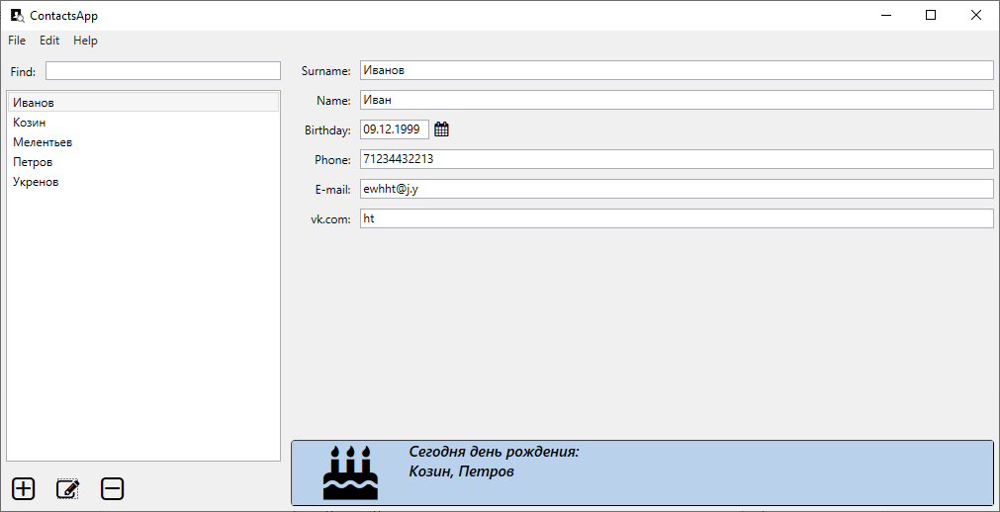 ContactsApp
File Edit Help
Find:
Иванов
Козин
Мелентьев
Петров
Укренов
Surname: Иванов
Name: Иван
Birthday: 09.12.1999
Phone: 71234432213
E-mail: ewhht@j.y
vk.com: ht
Сегодня день рождения:
Козин, Петров